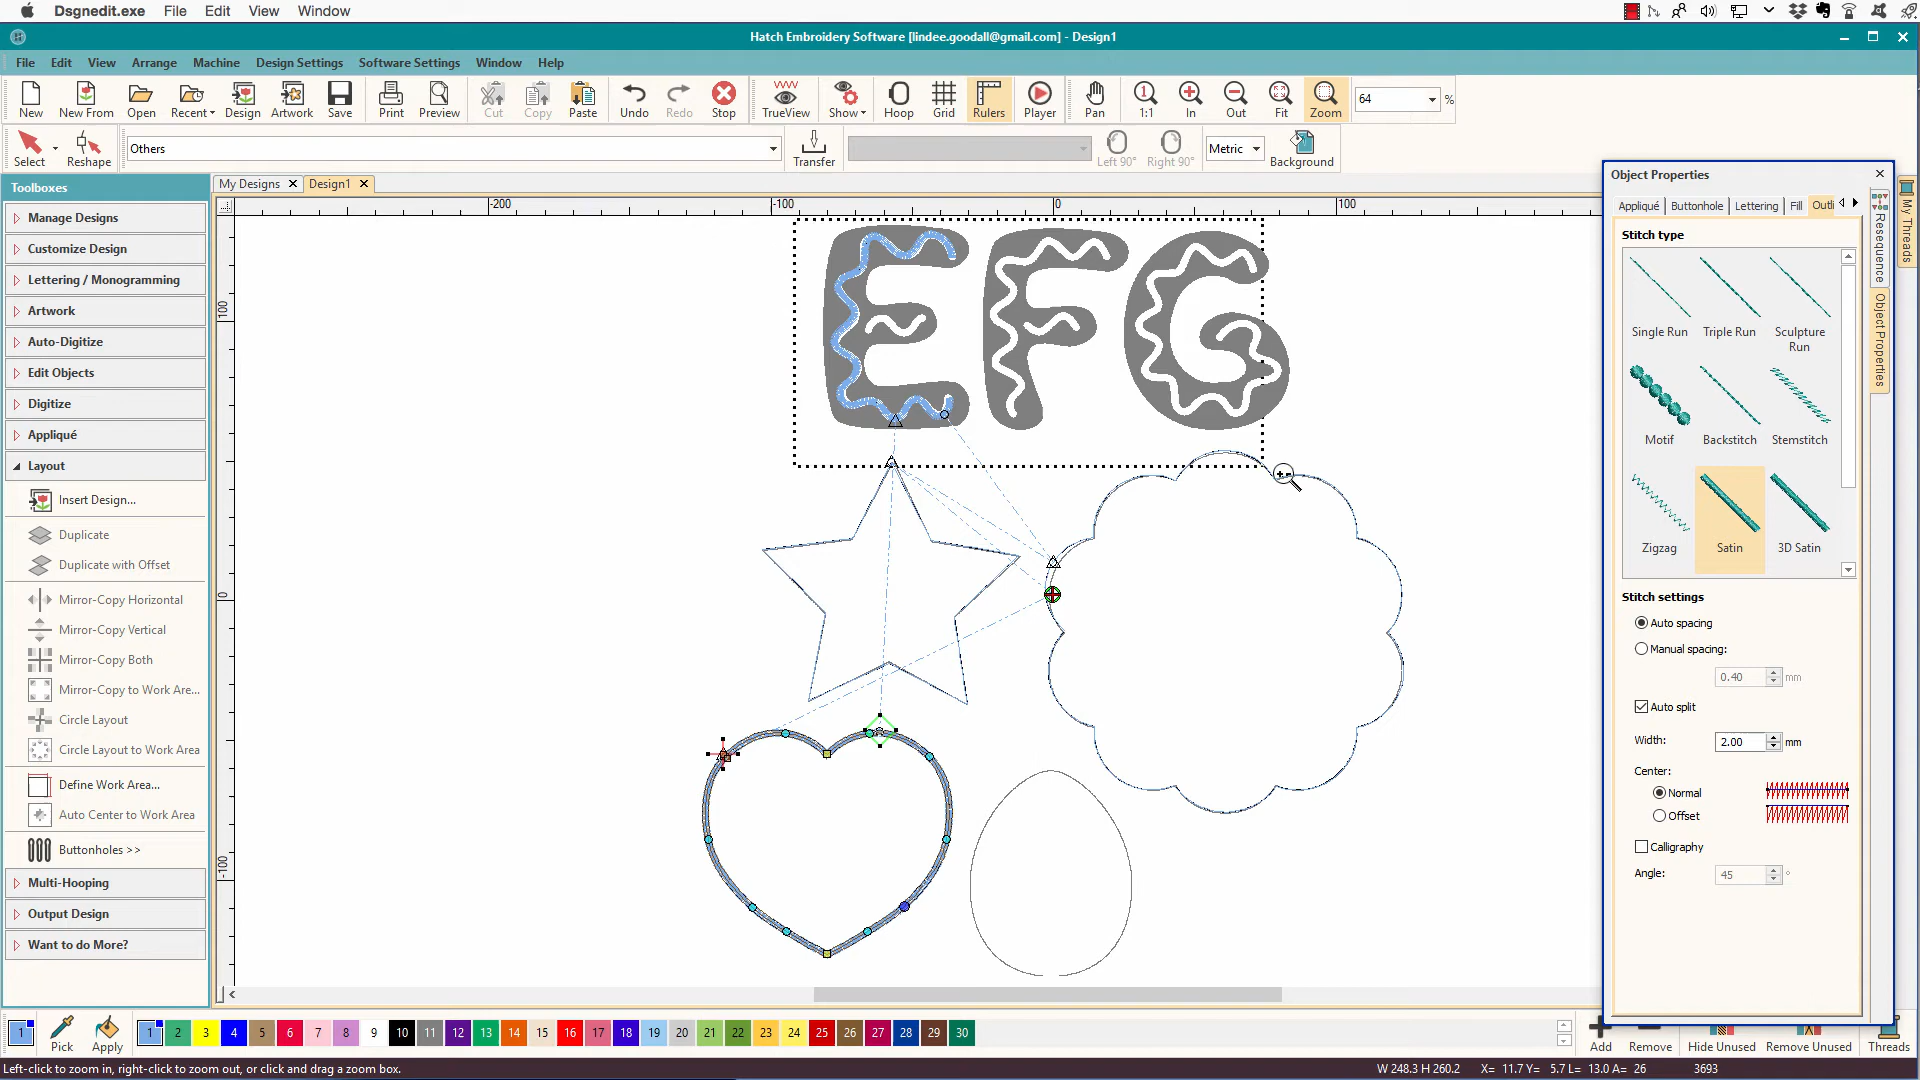 Dsgnedit.exe File Edit View Window
Hatch Embroidery Software [lindee.goodall@gmail.com] - Design1
File Edit View Arrange Machine Design Settings Software Settings Window Help
New New From Open Recent Design Artwork Save Print Preview Cut Copy Paste Undo Redo Stop TrueView Show Hoop Grid Rulers Player Pan 1:1 In Out Fit Zoom 64 %
Select Reshape Others Transfer Left 90° Right 90° Metric Background
Toolboxes
My Designs Design1
Manage Designs
Customize Design
Lettering / Monogramming
Artwork
Auto-Digitize
Edit Objects
Digitize
Appliqué
Layout
Insert Design...
Duplicate
Duplicate with Offset
Mirror-Copy Horizontal
Mirror-Copy Vertical
Mirror-Copy Both
Mirror-Copy to Work Area...
Circle Layout
Circle Layout to Work Area...
Define Work Area...
Auto Center to Work Area
Buttonholes >>
Multi-Hooping
Output Design
Want to do More?
-200 -100 0 100
100
0
-100
EFG
Object Properties
Appliqué Buttonhole Lettering Fill Outli
Stitch type
Single Run Triple Run Sculpture Run
Motif Backstitch Stemstitch
Zigzag Satin 3D Satin
Stitch settings
Auto spacing
Manual spacing:
0.40 mm
Auto split
Width: 2.00 mm
Center:
Normal
Offset
Calligraphy
Angle: 45 °
Resequence
Object Properties
My Threads
1 Pick Apply 1 2 3 4 5 6 7 8 9 10 11 12 13 14 15 16 17 18 19 20 21 22 23 24 25 26 27 28 29 30 Add Remove Hide Unused Remove Unused Threads
Left-click to zoom in, right-click to zoom out, or click and drag a zoom box. W 248.3 H 260.2 X= 11.7 Y= 5.7 L= 13.0 A= 26 3693